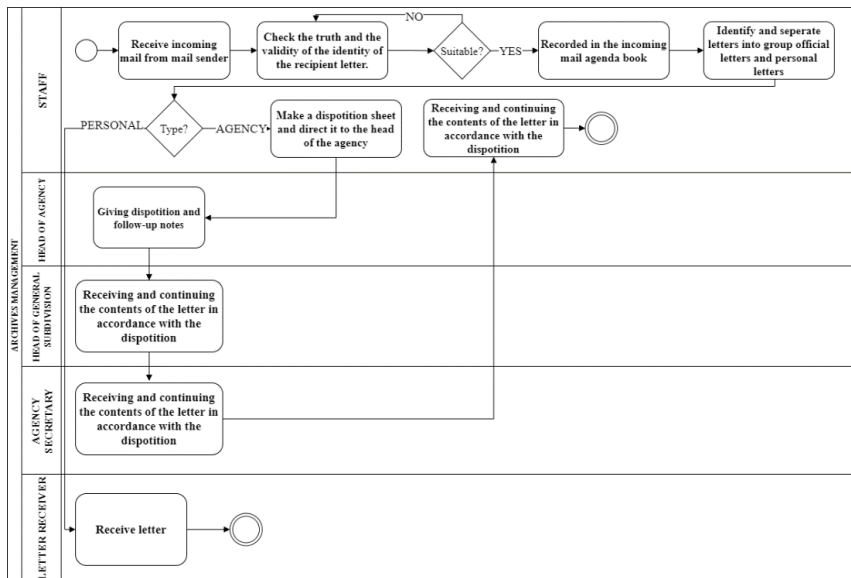 ARCHIVES MANAGEMENT
STAFF
NO
Receive incoming
mail from mail sender
Check the truth and the
validity of the identity of
the recipient letter.
Suitable?
YES
Recorded in the incoming
mail agenda book
Identify and seperate
letters into group official
letters and personal
letters
PERSONAL
Type?
AGENCY
Make a dispotition sheet
and direct it to the head
of the agency
Receiving and continuing
the contents of the letter in
accordance with the
dispotition
HEAD OF AGENCY
Giving dispotition and
follow-up notes
HEAD OF GENERAL
SUBDIVISION
Receiving and continuing
the contents of the letter in
accordance with the
dispotition
AGENCY
SECRETARY
Receiving and continuing
the contents of the letter in
accordance with the
dispotition
LETTER RECEIVER
Receive letter